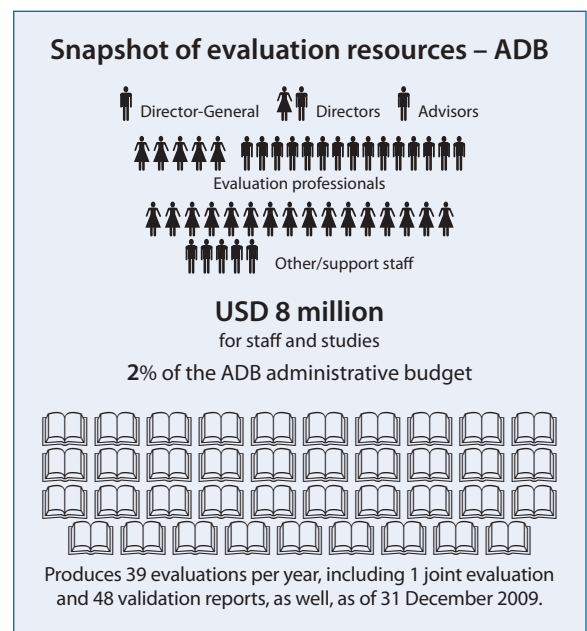 Snapshot of evaluation resources – ADB
Director-General Directors Advisors
Evaluation professionals
Other/support staff
USD 8 million
for staff and studies
2% of the ADB administrative budget
Produces 39 evaluations per year, including 1 joint evaluation
and 48 validation reports, as well, as of 31 December 2009.